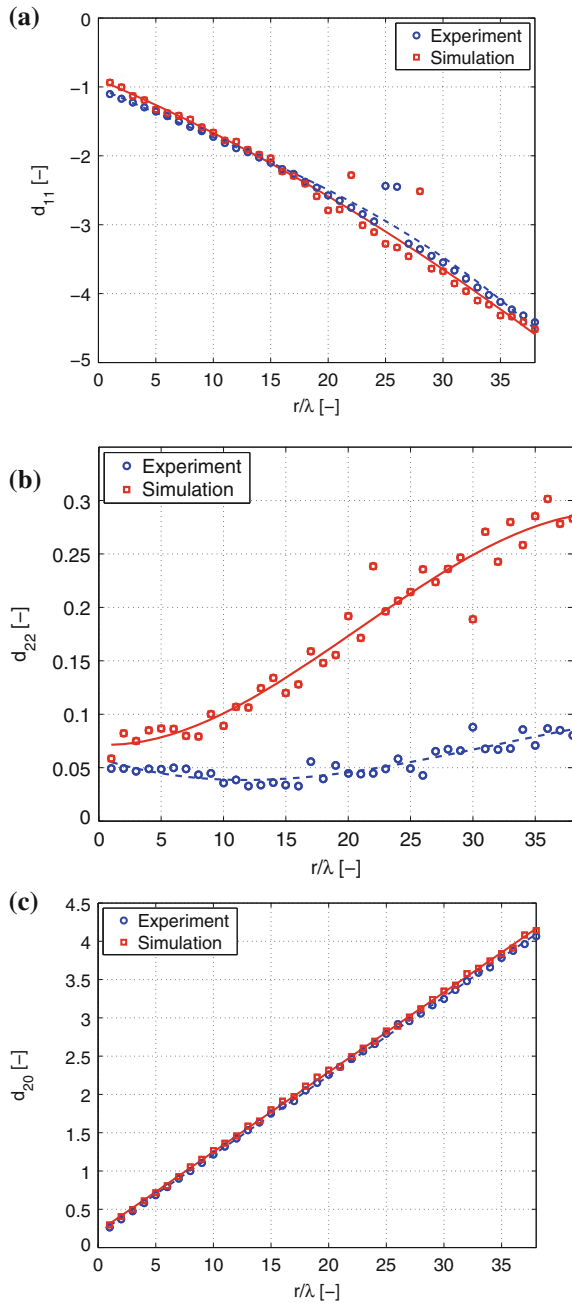 (a)
0
−1
−2
−3
−4
−5
d11 [−]
Experiment
Simulation
0 5 10 15 20 25 30 35
r/λ [−]
(b)
0.3
0.25
0.2
0.15
0.1
0.05
0
d22 [−]
Experiment
Simulation
0 5 10 15 20 25 30 35
r/λ [−]
(c)
4.5
4
3.5
3
2.5
2
1.5
1
0.5
0
d20 [−]
Experiment
Simulation
0 5 10 15 20 25 30 35
r/λ [−]